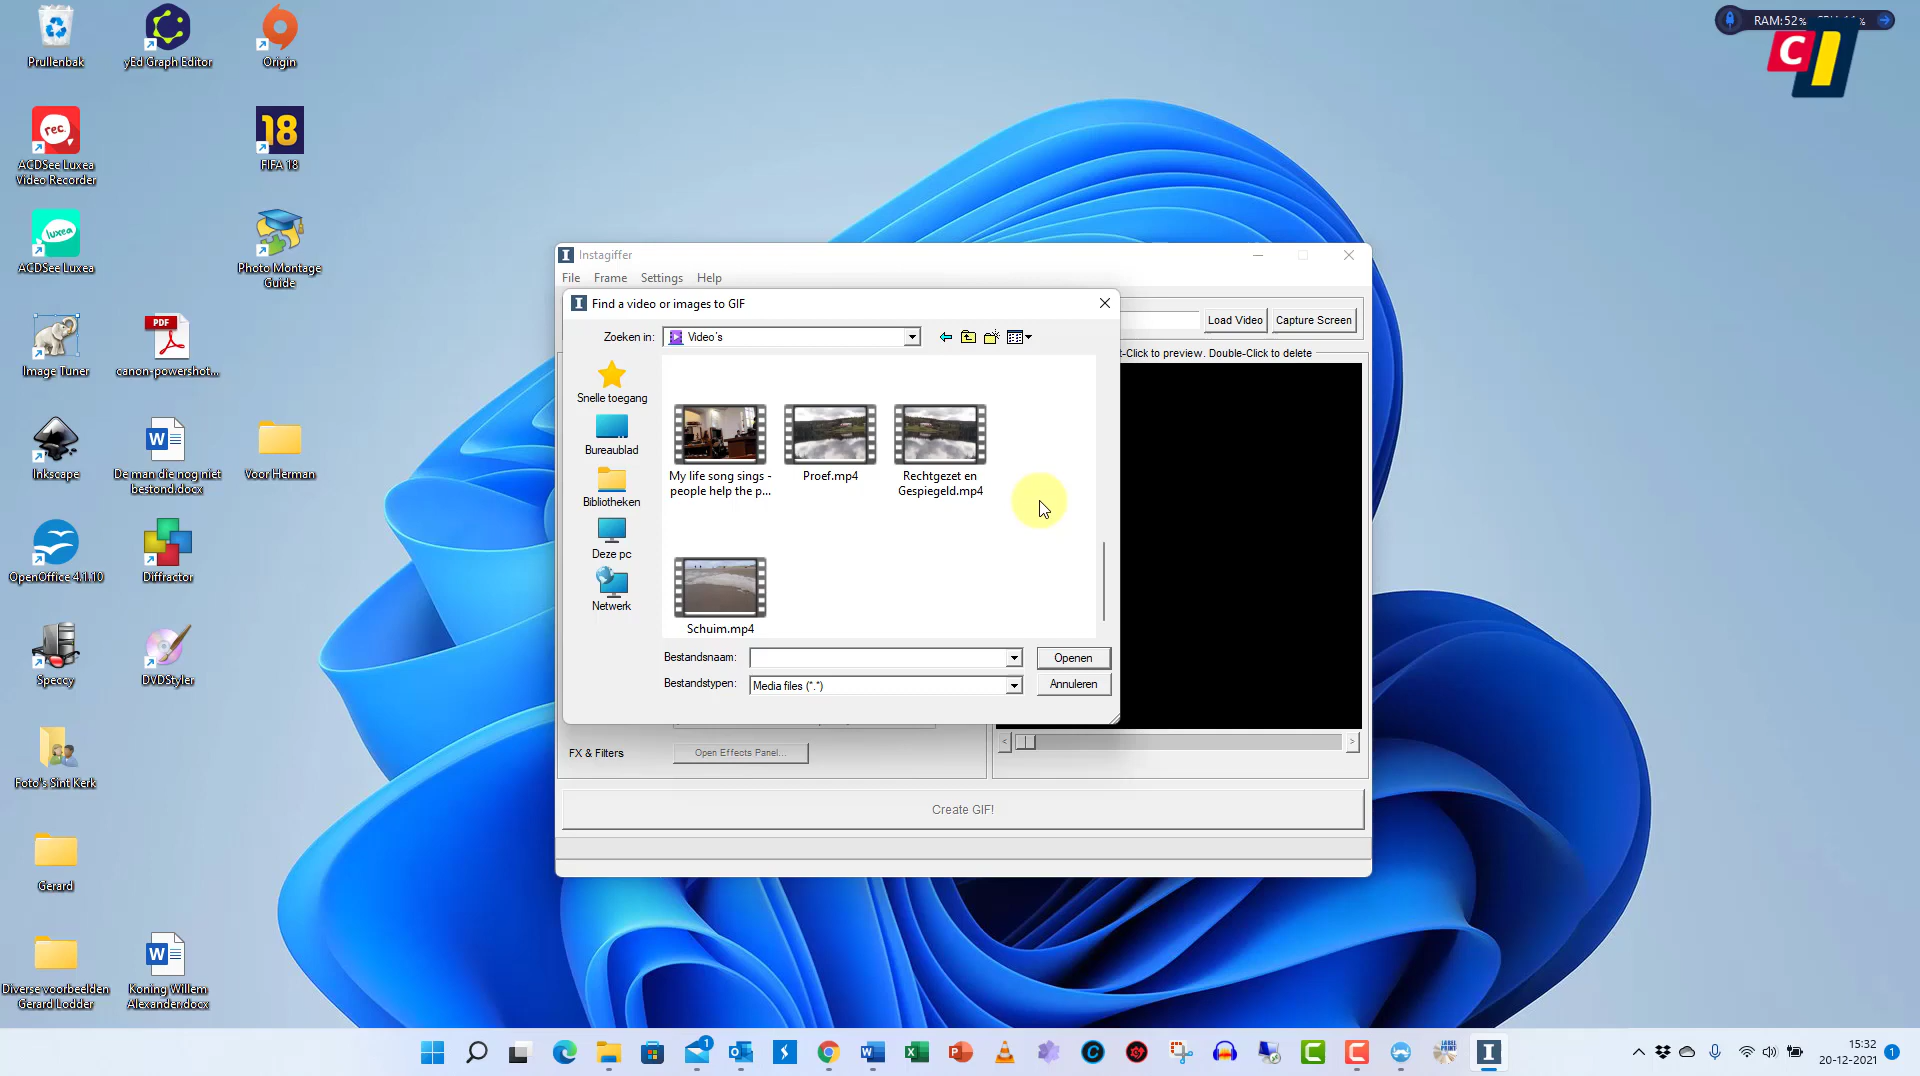 Prullenbak
yEd Graph Editor
Origin
RAM:52%
C
rec.
ACDSee Luxea
Video Recorder
18
FIFA 18
luxea
ACDSee Luxea
Photo Montage
Guide
Image Tuner
PDF
canon-powershot...
Inkscape
De man die nog niet
bestond.docx
Voor Herman
OpenOffice 4.1.10
Diffractor
Speccy
DVDStyler
Foto"s Sint Kerk
Gerard
Diverse voorbeelden
Gerard Lodder
Koning Willem
Alexander.docx
Instagiffer
File Frame Settings Help
Find a video or images to GIF
Zoeken in:
Video's
Load Video
Capture Screen
t-Click to preview. Double-Click to delete
Snelle toegang
Bureaublad
Bibliotheken
Deze pc
Netwerk
My life song sings -
people help the p...
Proef.mp4
Rechtgezet en
Gespiegeld.mp4
Schuim.mp4
Bestandsnaam:
Openen
Bestandstypen:
Media files (*.*)
Annuleren
FX & Filters
Open Effects Panel...
Create GIF!
1
15:32
20-12-2021
1